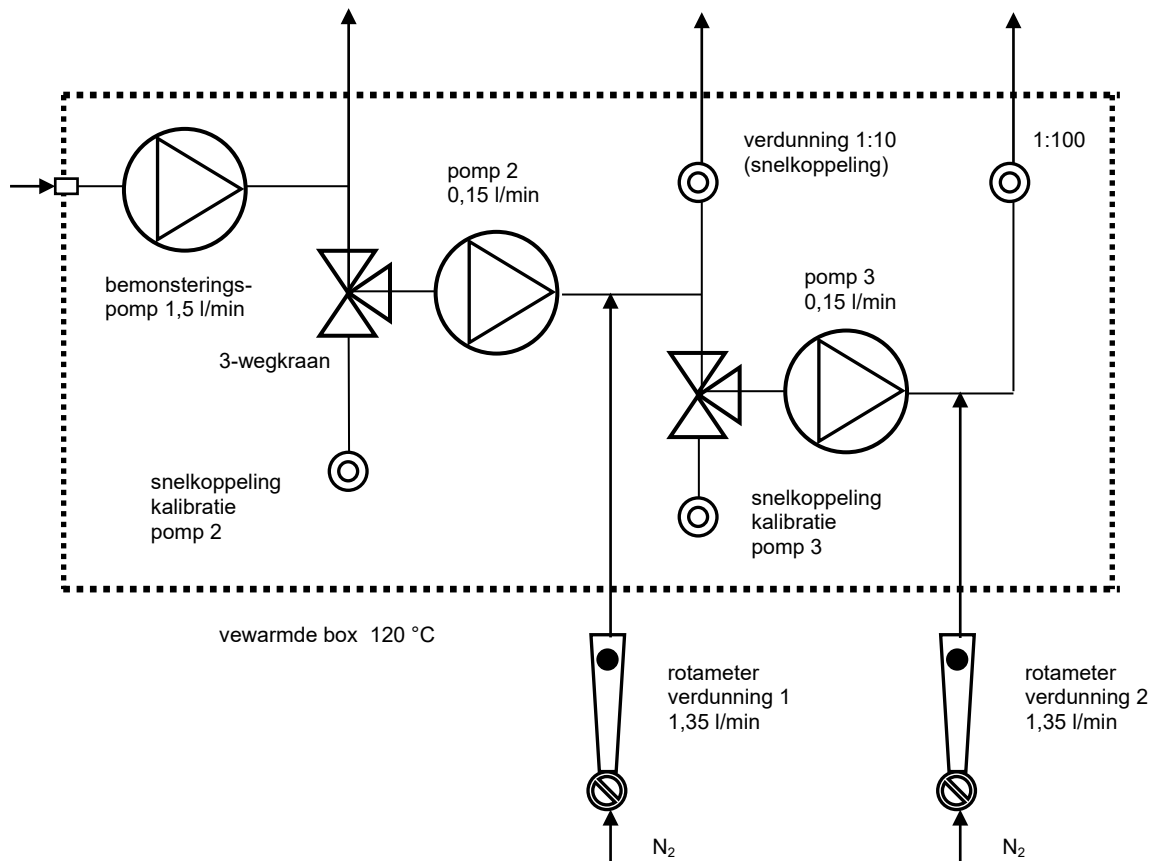 verdunning 1:10
(snelkoppeling)
1:100
pomp 2
0,15 l/min
bemonsterings-
pomp 1,5 l/min
pomp 3
0,15 l/min
3-wegkraan
snelkoppeling
kalibratie
pomp 2
snelkoppeling
kalibratie
pomp 3
vewarmde box 120 °C
rotameter
verdunning 1
1,35 l/min
rotameter
verdunning 2
1,35 l/min
N₂
N₂